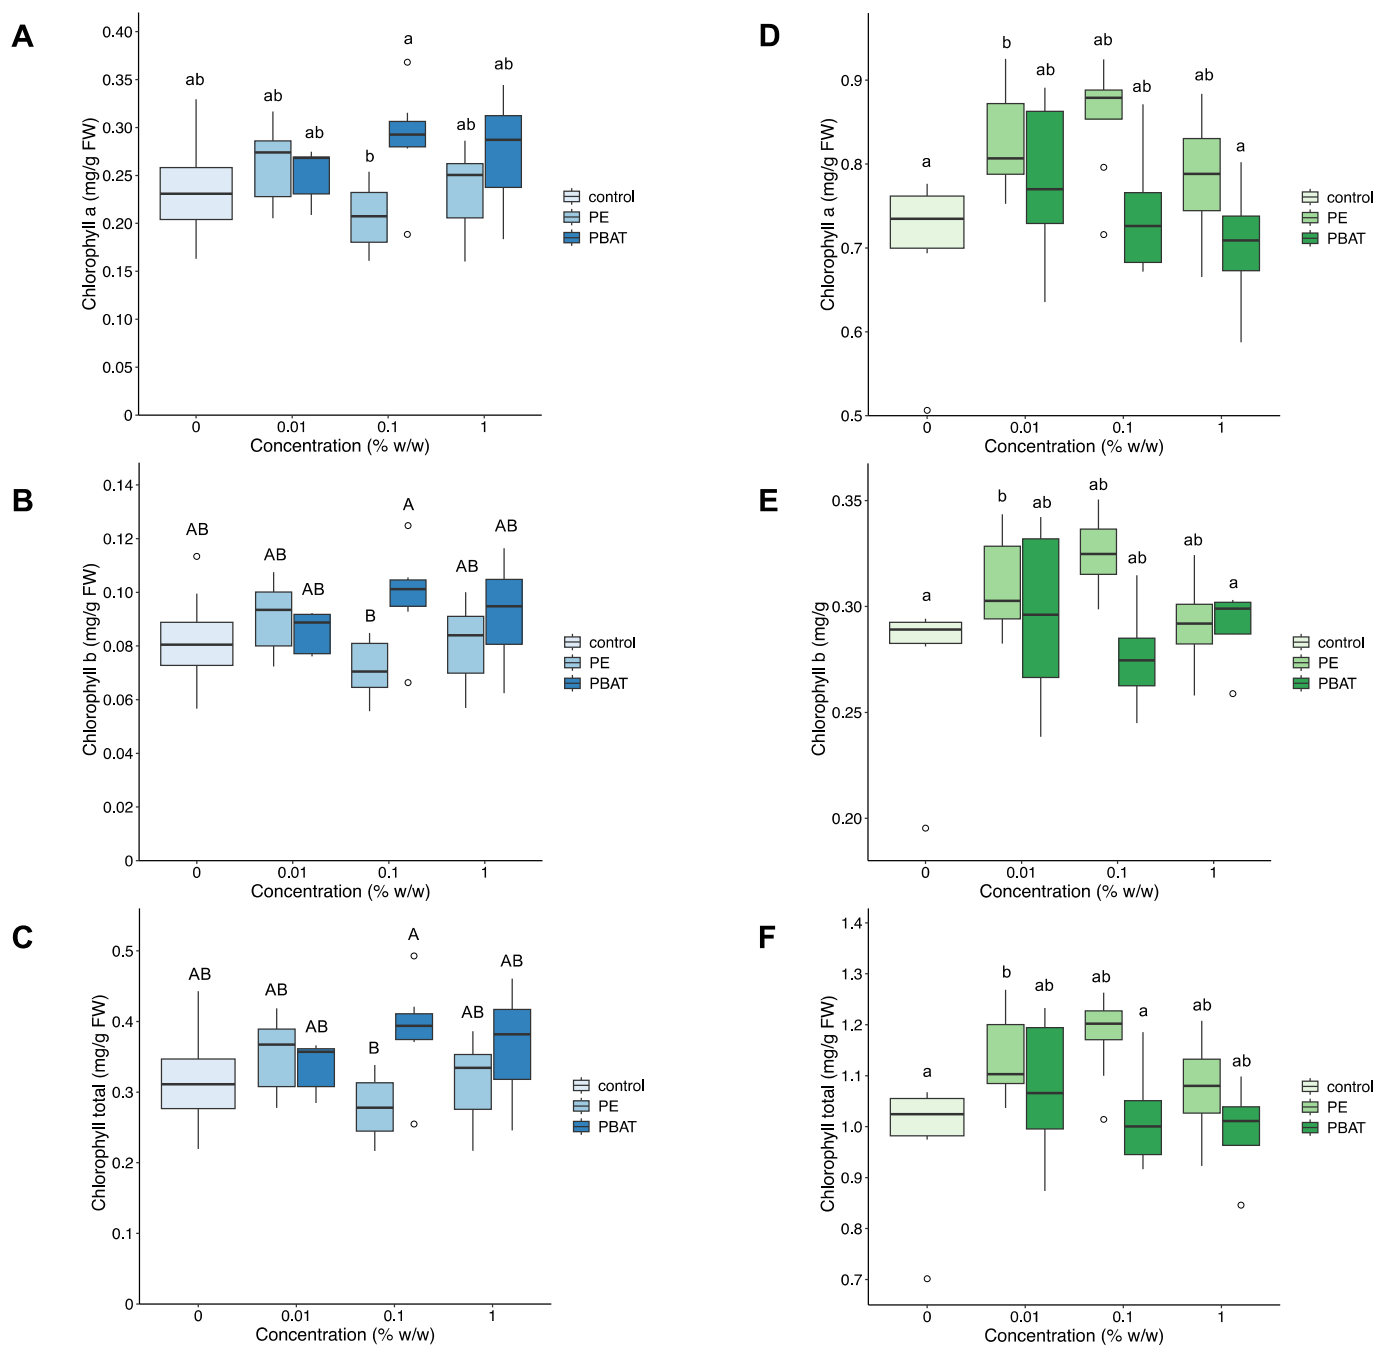 A
Chlorophyll a (mg/g FW)
0.40
0.35
0.30
0.25
0.20
0.15
0.10
0.05
0
ab
ab
ab
b
a
ab
ab
0
0.01
0.1
1
Concentration (% w/w)
control
PE
PBAT
D
Chlorophyll a (mg/g FW)
0.9
0.8
0.7
0.6
0.5
a
b
ab
ab
ab
ab
a
0
0.01
0.1
1
Concentration (% w/w)
control
PE
PBAT
B
Chlorophyll b (mg/g FW)
0.14
0.12
0.10
0.08
0.06
0.04
0.02
0
AB
AB
AB
B
A
AB
AB
0
0.01
0.1
1
Concentration (% w/w)
control
PE
PBAT
E
Chlorophyll b (mg/g
0.35
0.30
0.25
0.20
a
b
ab
ab
ab
ab
a
0
0.01
0.1
1
Concentration (% w/w)
control
PE
PBAT
C
Chlorophyll total (mg/g FW)
0.5
0.4
0.3
0.2
0.1
0
AB
AB
AB
B
A
AB
AB
0
0.01
0.1
1
Concentration (% w/w)
control
PE
PBAT
F
Chlorophyll total (mg/g FW)
1.4
1.3
1.2
1.1
1.0
0.9
0.8
0.7
a
b
ab
ab
a
ab
ab
0
0.01
0.1
1
Concentration (% w/w)
control
PE
PBAT